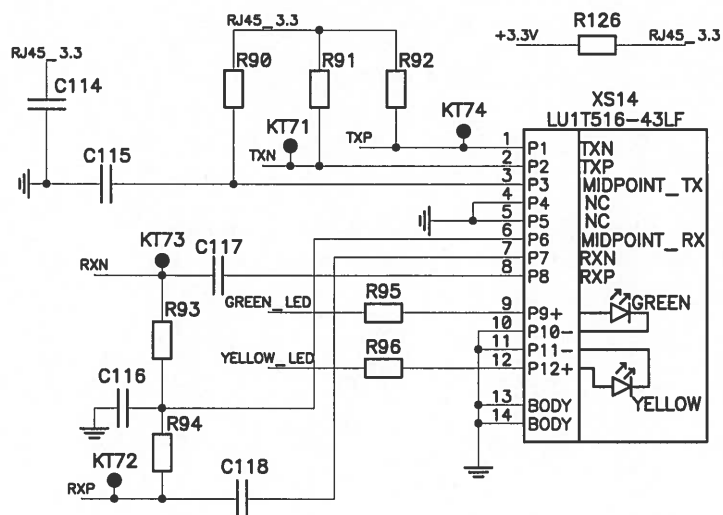 RJ45_3.3
R126
+3.3V
RJ45_3.3
RJ45_3.3
R90
R91
R92
C114
XS14
LU1T516-43LF
KT71
KT74
TXP
TXN
C115
1 P1 TXN
2 P2 TXP
3 P3 MIDPOINT_TX
4 P4 NC
5 P5 NC
6 P6 MIDPOINT_RX
7 P7 RXN
8 P8 RXP
KT73
C117
RXN
GREEN_LED
R95
9 P9+ GREEN
10 P10-
R93
11 P11-
YELLOW_LED
R96
12 P12+
YELLOW
C116
13 BODY
14 BODY
R94
KT72
C118
RXP